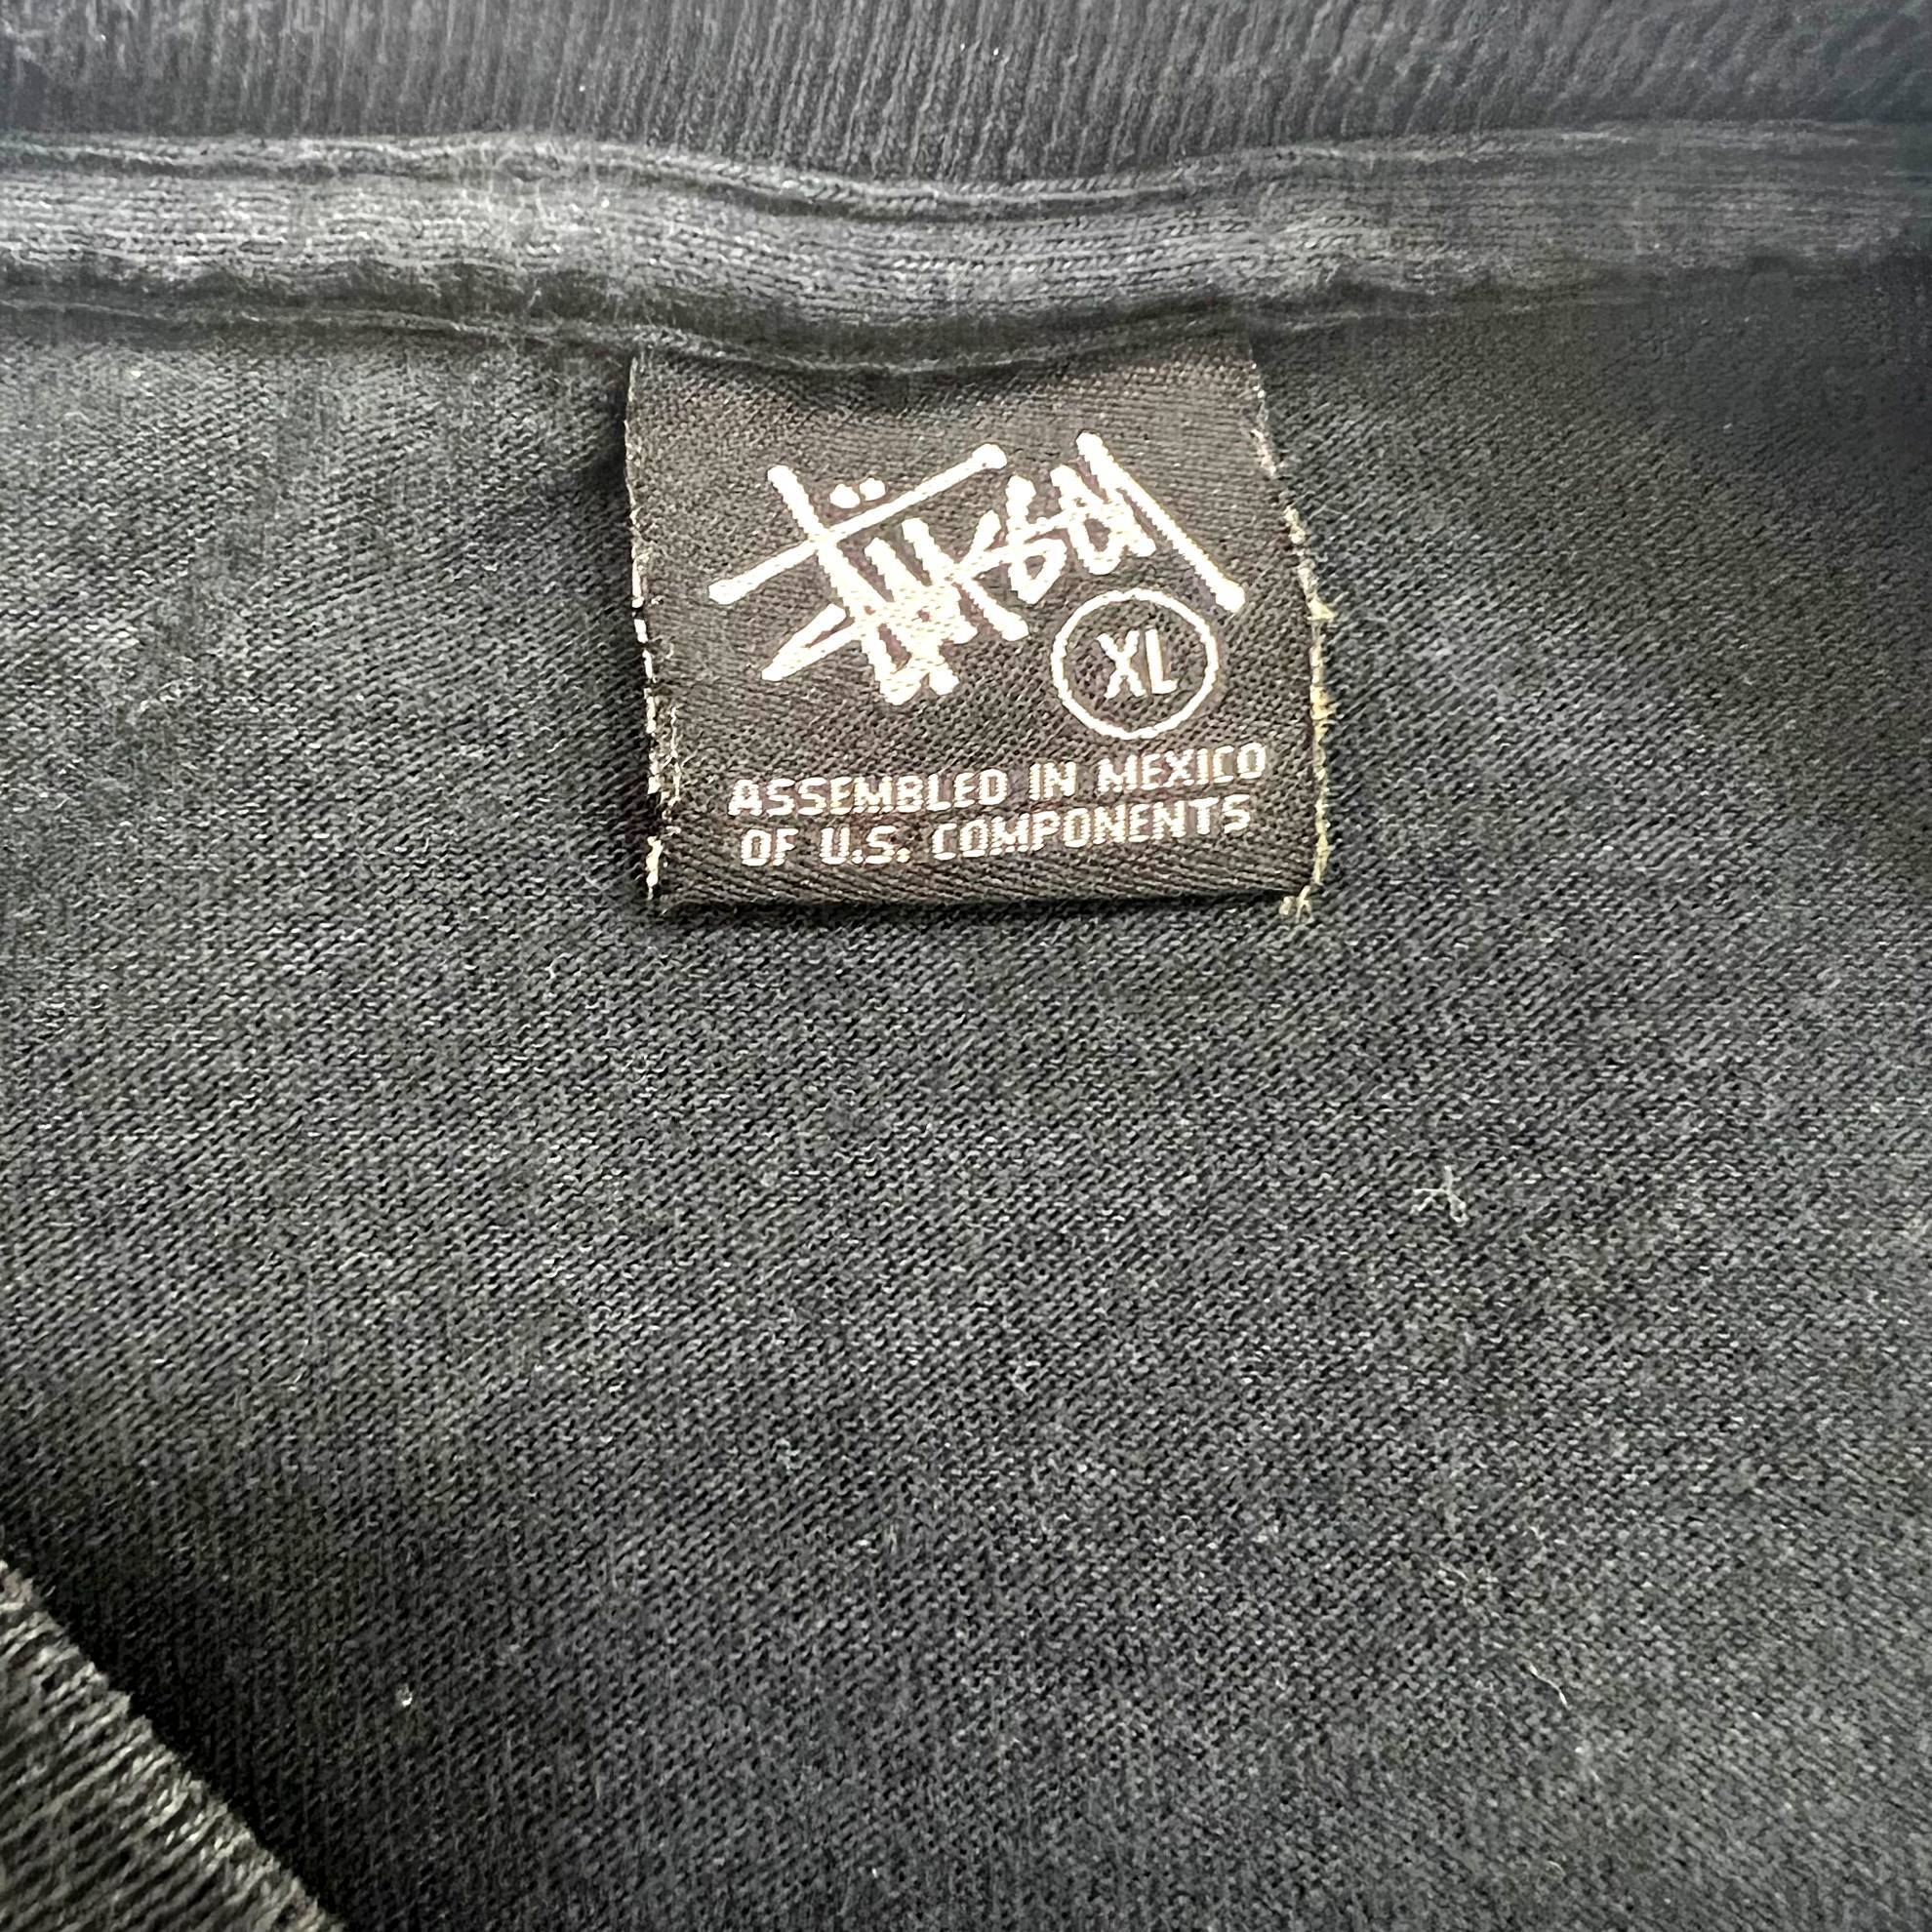 Stüssy
XL
ASSEMBLED IN MEXICO
OF U.S. COMPONENTS